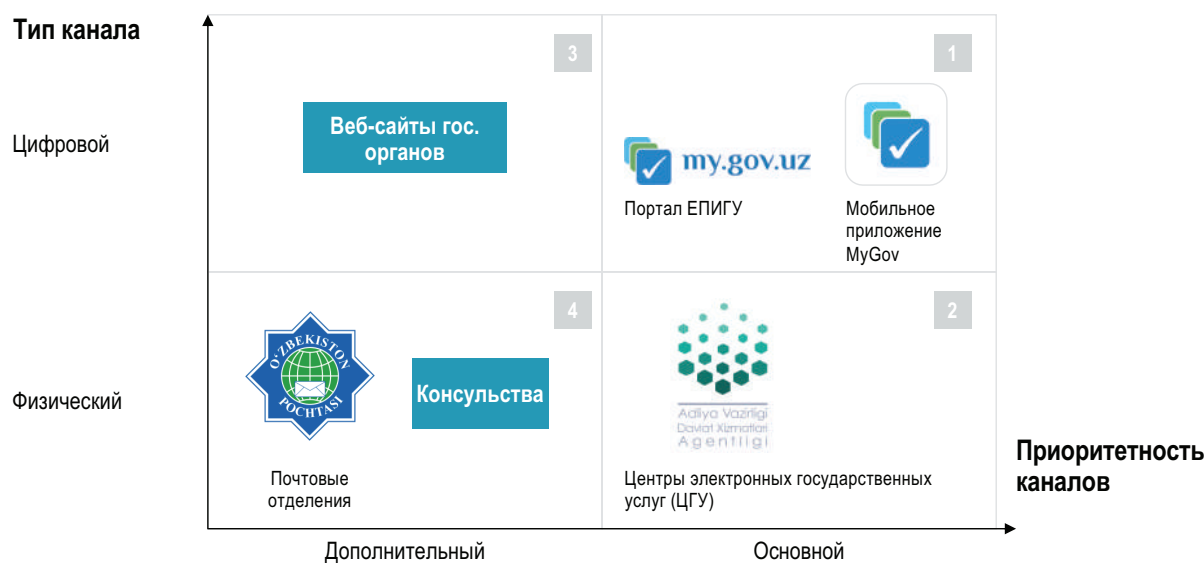 Тип канала
3
1
Цифровой
Веб-сайты гос.
органов
my.gov.uz
Портал ЕПИГУ
Мобильное
приложение
MyGov
4
2
Физический
O'ZBEKISTON
POCHTASI
Консульства
Adliya Vazirligi
Davlat Xizmatlari
Agentligi
Почтовые
отделения
Центры электронных государственных
услуг (ЦГУ)
Приоритетность
каналов
Дополнительный
Основной